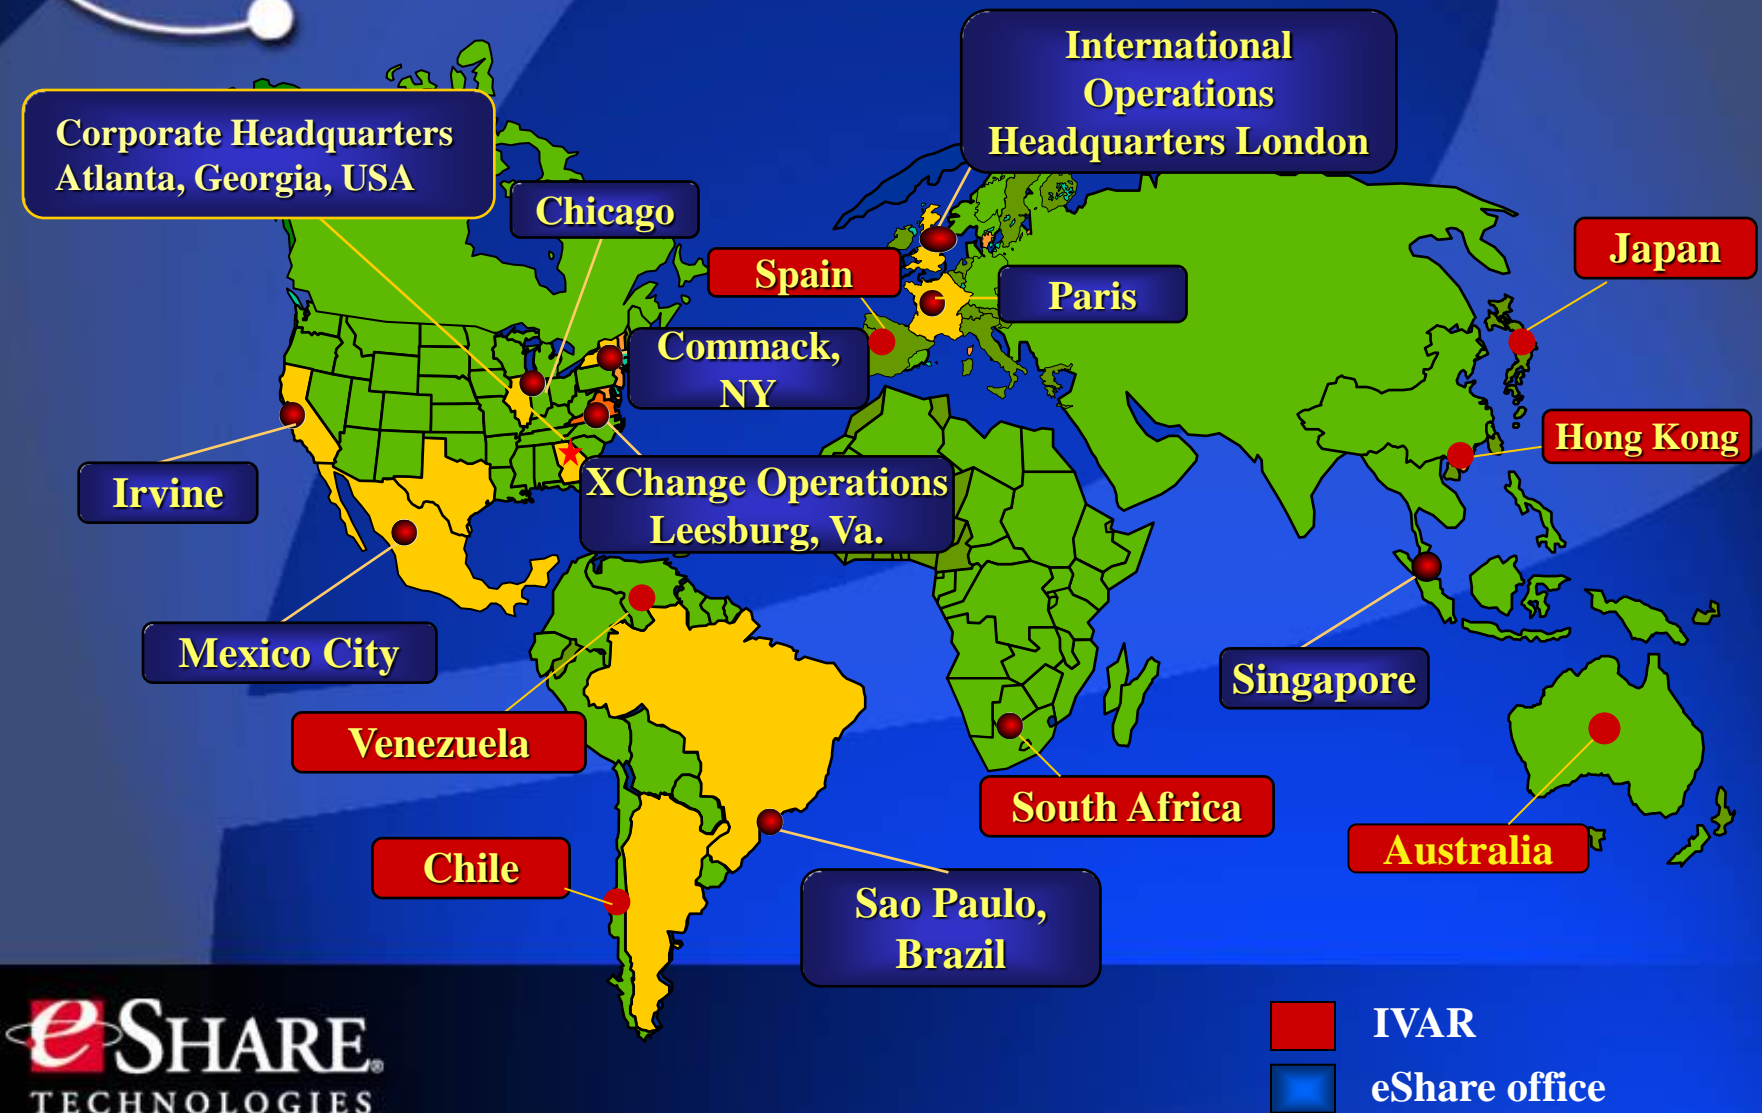 International
Operations
Headquarters London
Corporate Headquarters
Atlanta, Georgia, USA
Chicago
Spain
Japan
Paris
Commack,
NY
Hong Kong
Irvine
XChange Operations
Leesburg, Va.
Mexico City
Singapore
Venezuela
South Africa
Australia
Chile
Sao Paulo,
Brazil
eSHARE®
TECHNOLOGIES
IVAR
eShare office